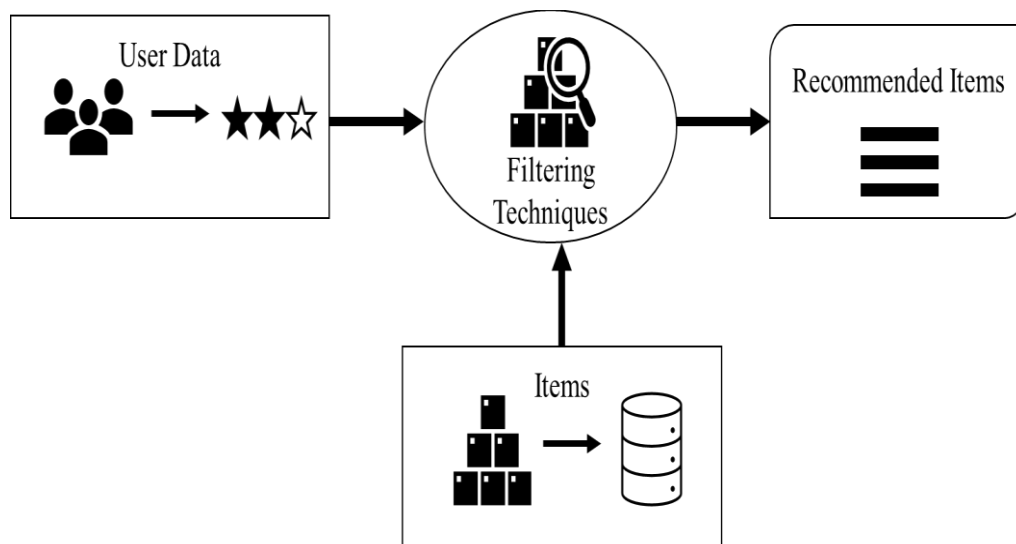 User Data
Filtering
Techniques
Recommended Items
Items